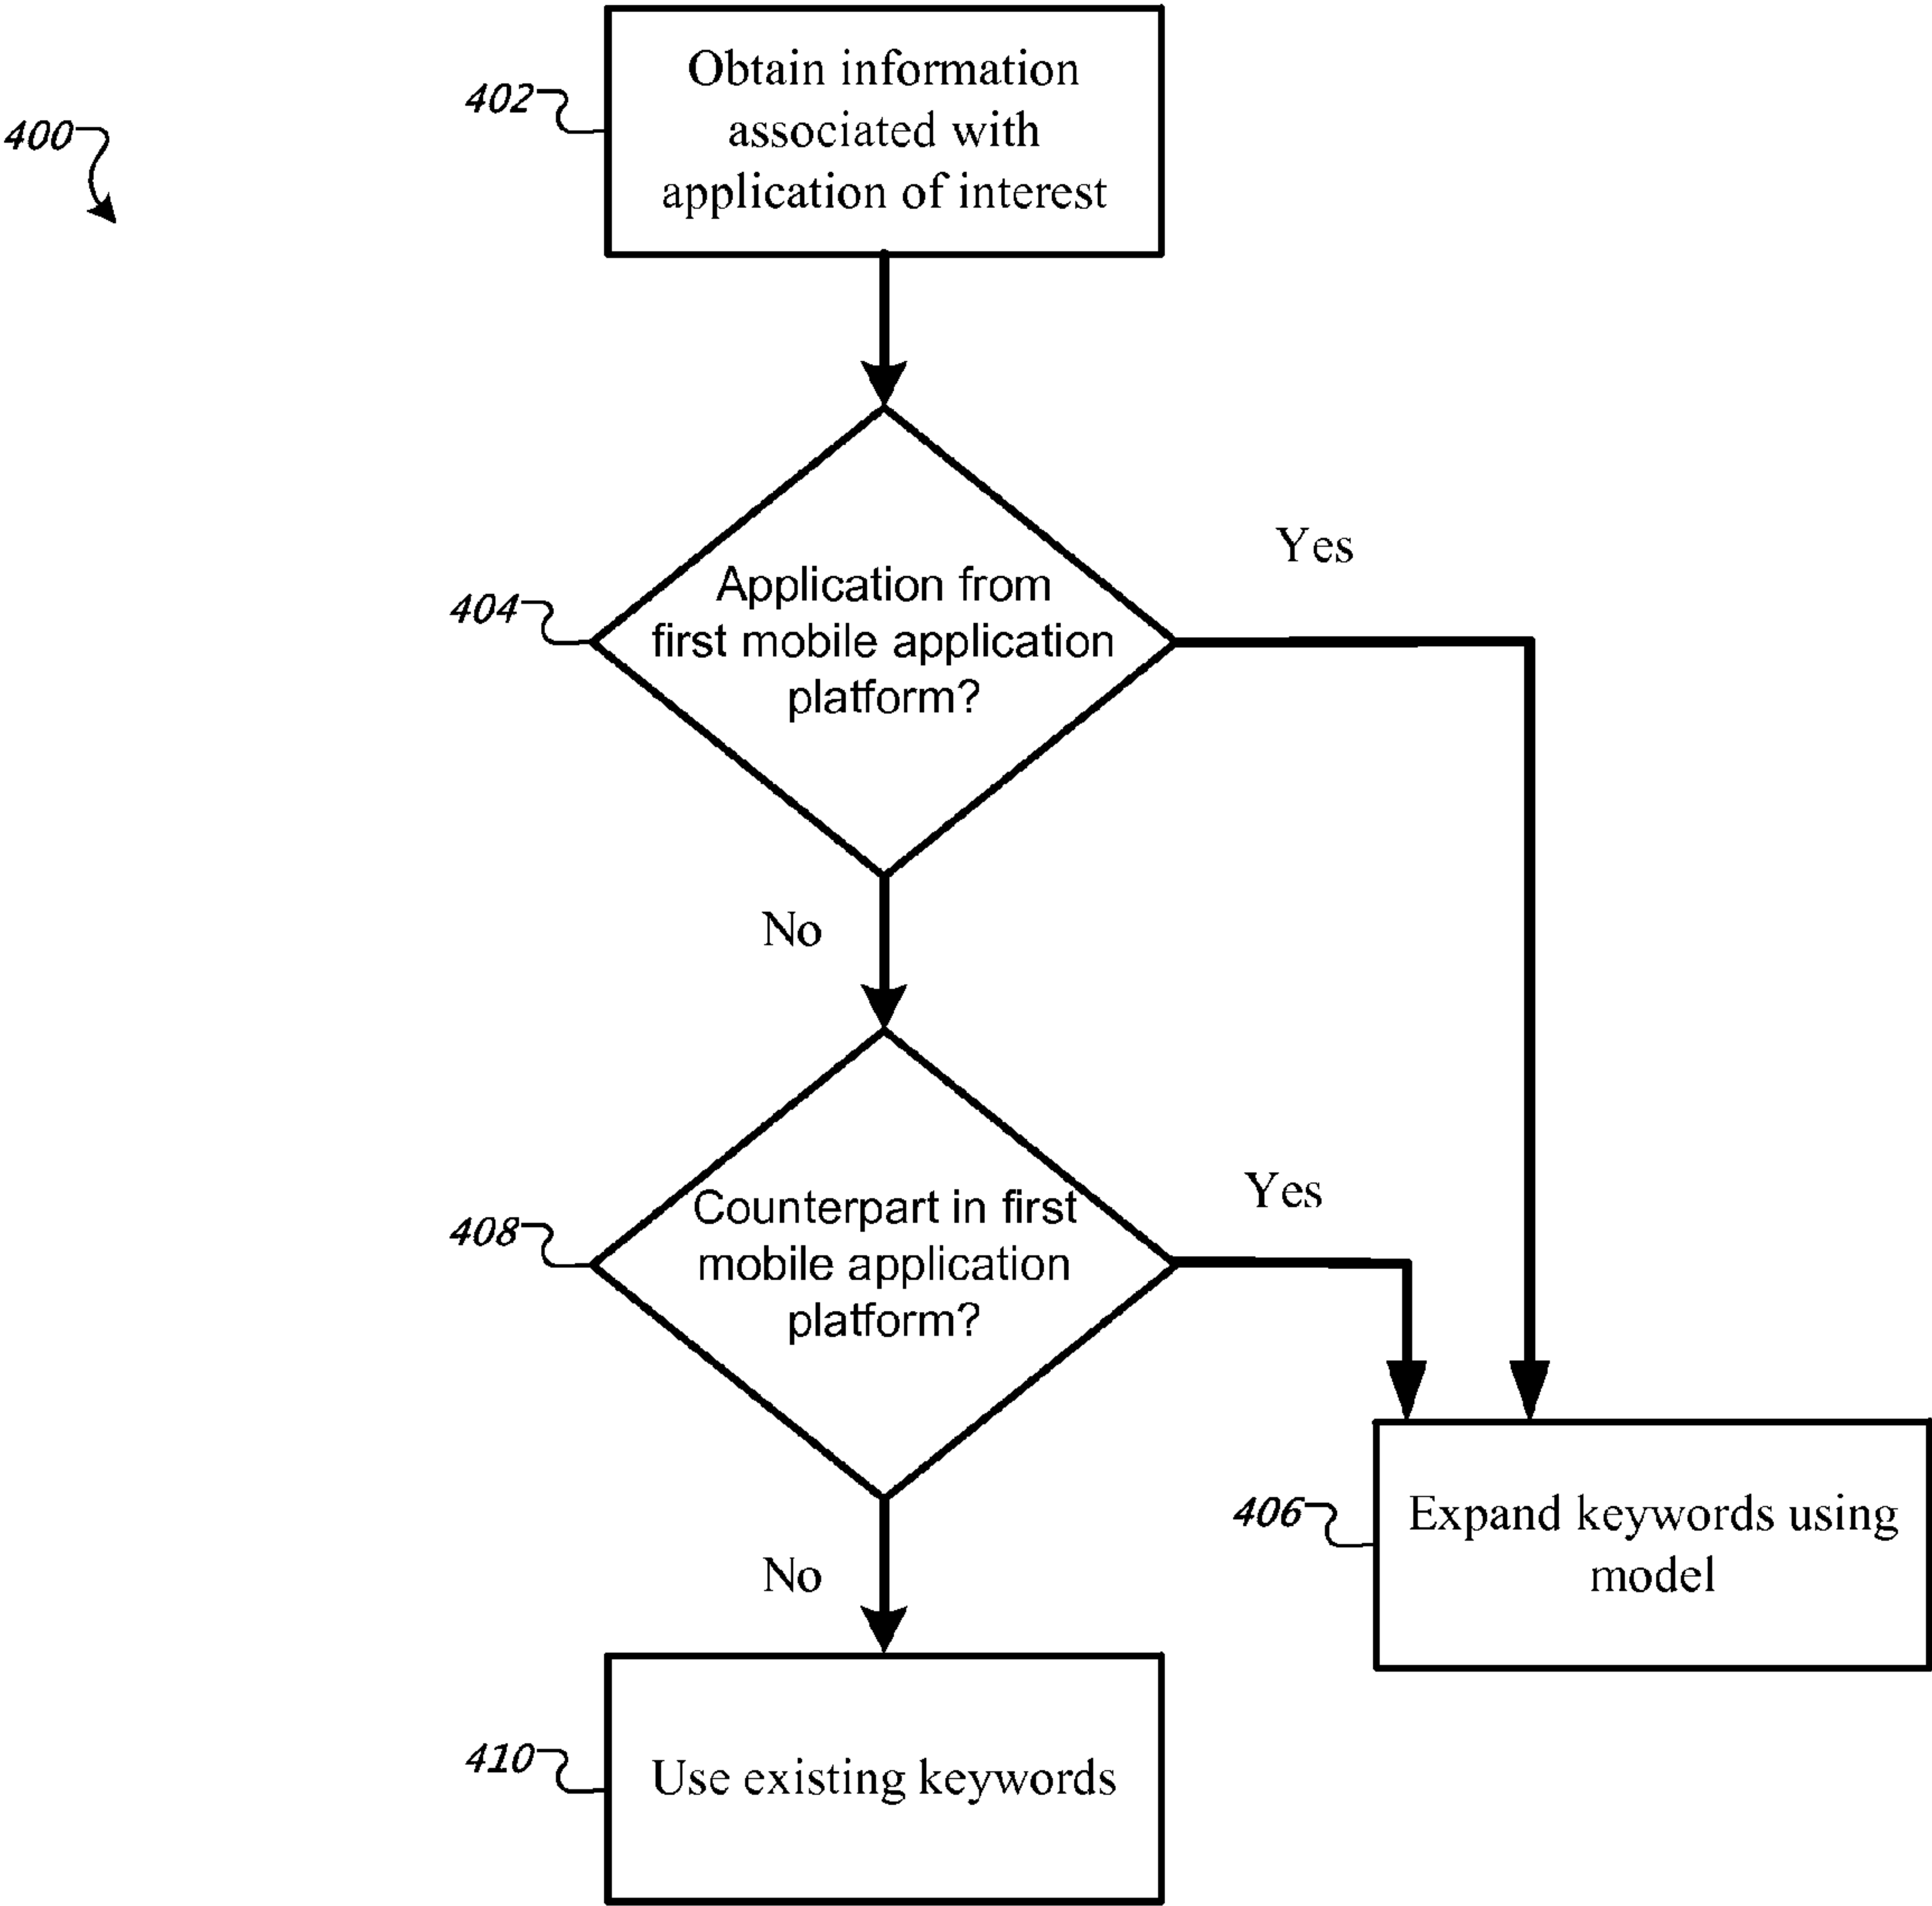 402
Obtain information
associated with
application of interest
400
404
Application from
first mobile application
platform?
Yes
No
408
Counterpart in first
mobile application
platform?
Yes
No
406
Expand keywords using
model
410
Use existing keywords